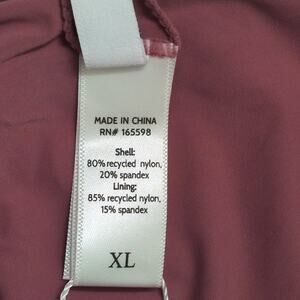 MADE IN CHINA
RN# 165598
Shell:
80% recycled nylon,
20% spandex
Lining:
85% recycled nylon,
15% spandex
XL